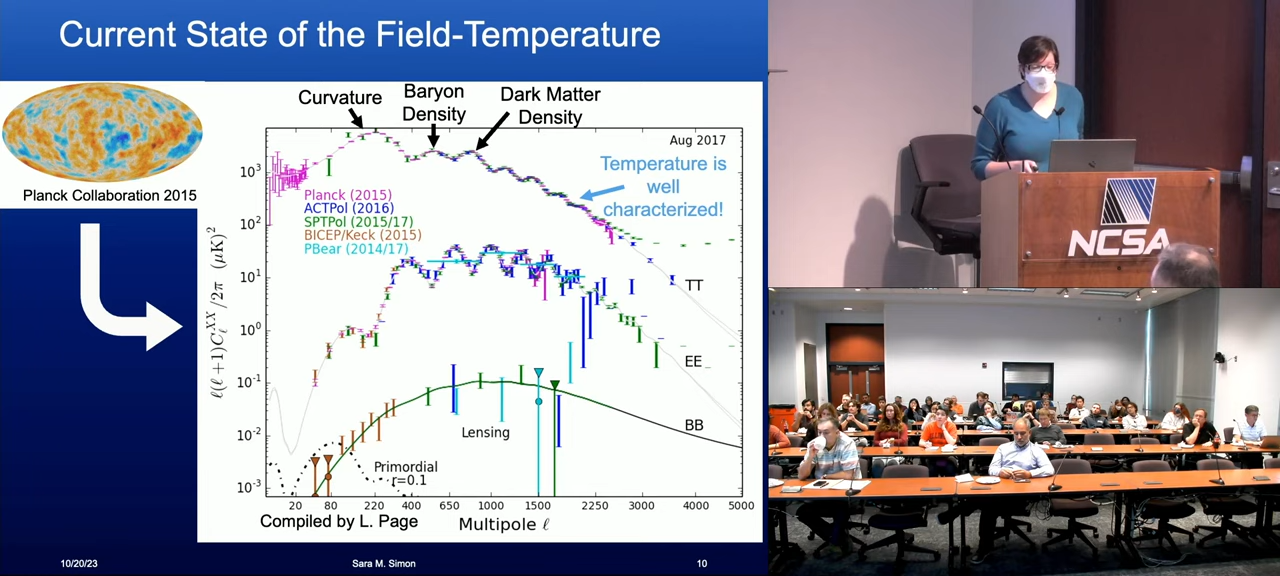 Current State of the Field-Temperature
Planck Collaboration 2015
Curvature
Baryon
Density
Dark Matter
Density
Aug 2017
Temperature is
well
characterized!
Planck (2015)
ACTPol (2016)
SPTPol (2015/17)
BICEP/Keck (2015)
PBear (2014/17)
ℓ(ℓ+1)C_ℓ^{XX}/2π (μK)²
10³
10²
10¹
10⁰
10⁻¹
10⁻²
10⁻³
TT
EE
BB
Lensing
Primordial
r=0.1
20 80 220 400 650 1000 1500 2250 3000 4000 5000
Compiled by L. Page
Multipole ℓ
10/20/23
Sara M. Simon
10
NCSA